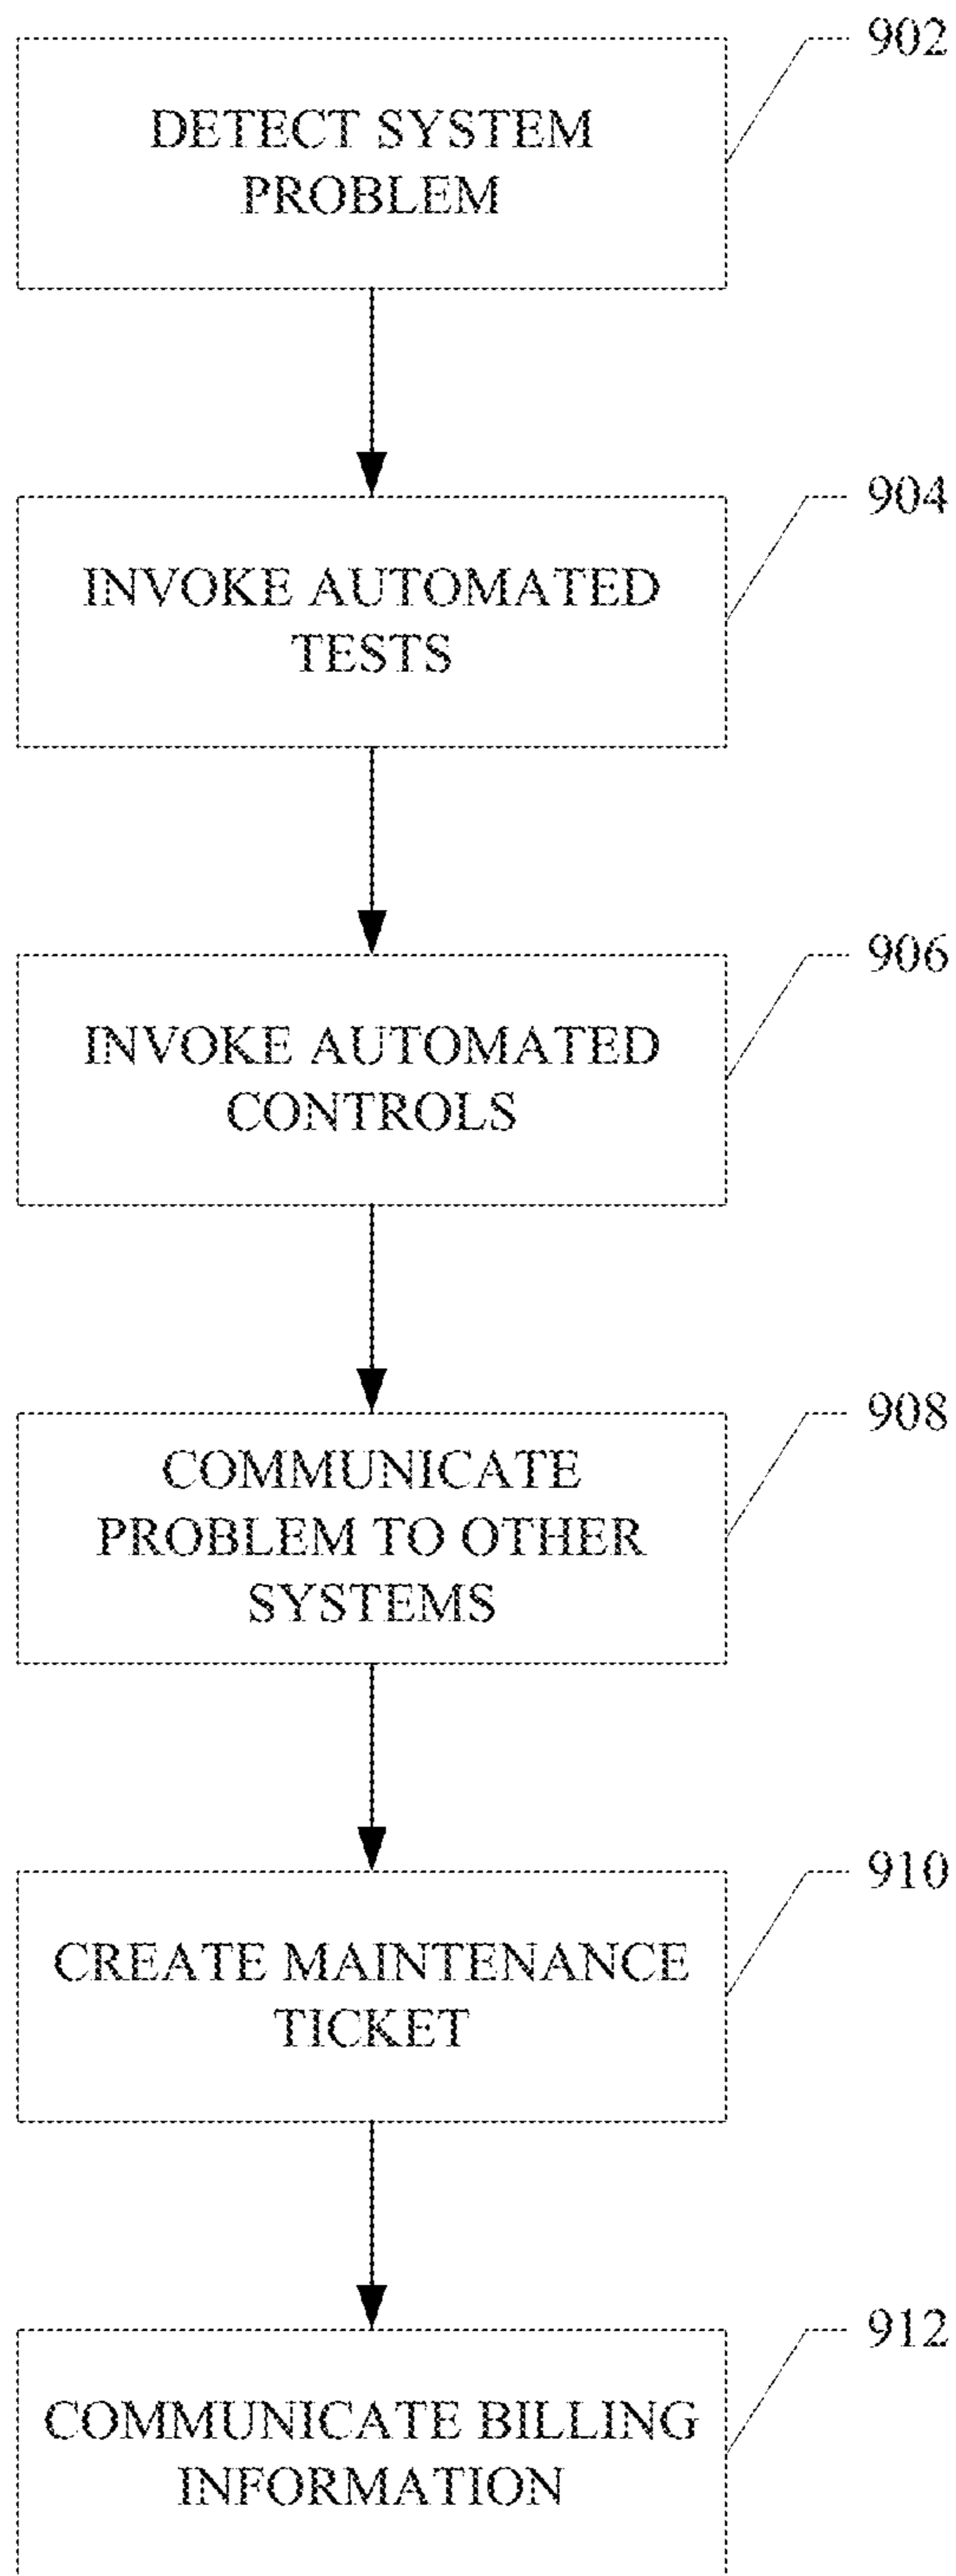 902
DETECT SYSTEM
PROBLEM
904
INVOKE AUTOMATED
TESTS
906
INVOKE AUTOMATED
CONTROLS
908
COMMUNICATE
PROBLEM TO OTHER
SYSTEMS
910
CREATE MAINTENANCE
TICKET
912
COMMUNICATE BILLING
INFORMATION